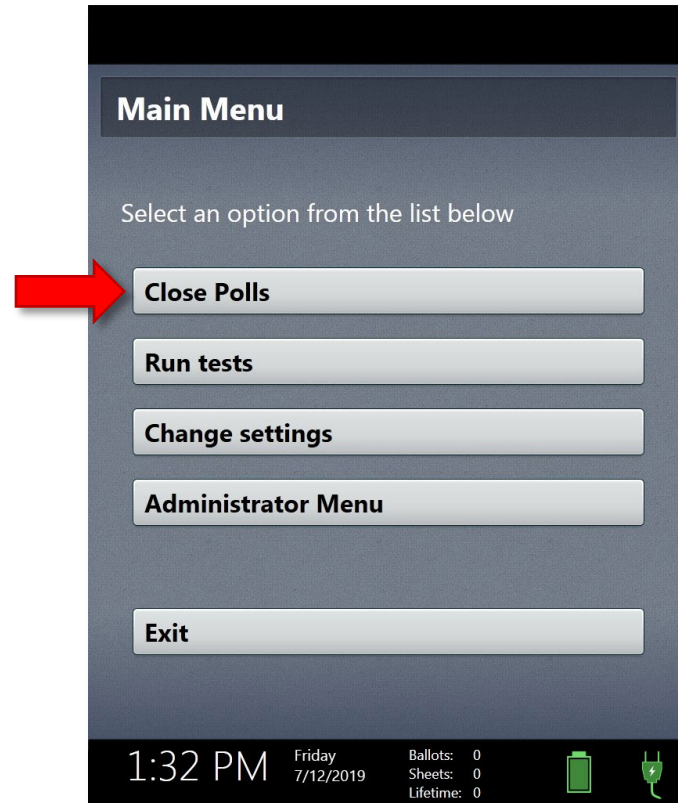 Main Menu
Select an option from the list below
Close Polls
Run tests
Change settings
Administrator Menu
Exit
1:32 PM
Friday
7/12/2019
Ballots: 0
Sheets: 0
Lifetime: 0